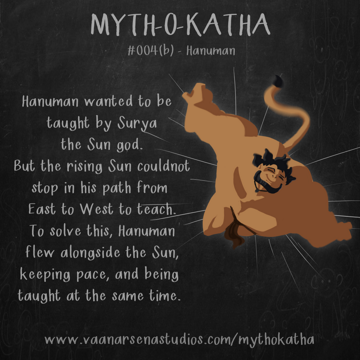 MYTH-O-KATHA
#004(b) - Hanuman
Hanuman wanted to be
taught by Surya
the Sun god.
But the rising Sun couldnot
stop in his path from
East to West to teach.
To solve this, Hanuman
flew alongside the Sun,
keeping pace, and being
taught at the same time.
www.vaanarsenastudios.com/mythokatha